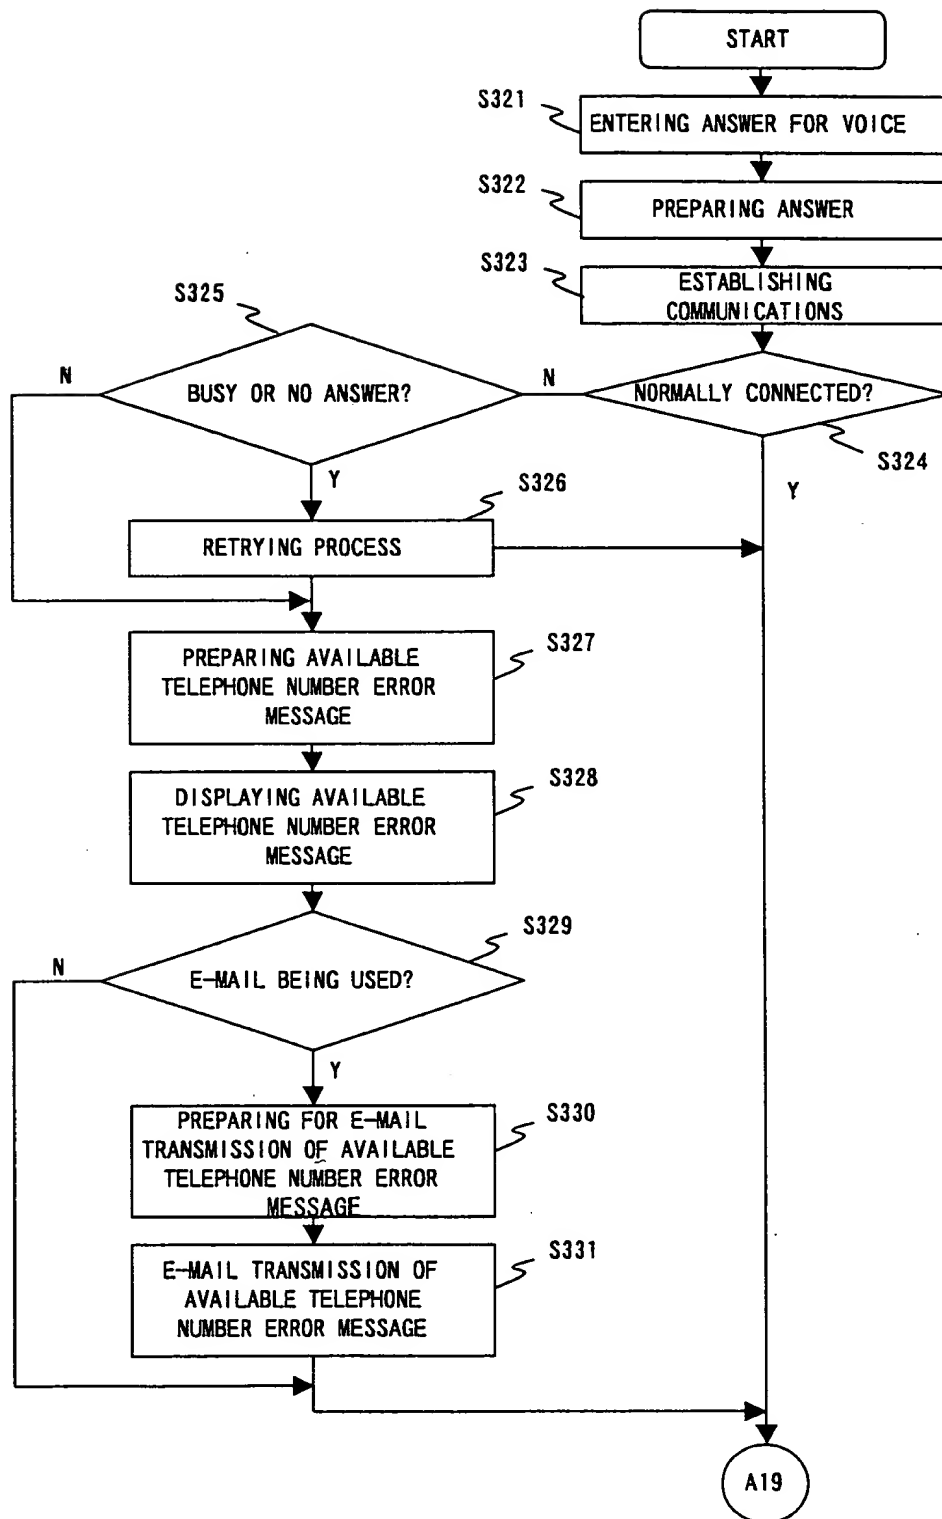 START
S321
ENTERING ANSWER FOR VOICE
S322
PREPARING ANSWER
S323
ESTABLISHING
COMMUNICATIONS
S325
N
BUSY OR NO ANSWER?
N
NORMALLY CONNECTED?
S324
Y
Y
S326
RETRYING PROCESS
S327
PREPARING AVAILABLE
TELEPHONE NUMBER ERROR
MESSAGE
S328
DISPLAYING AVAILABLE
TELEPHONE NUMBER ERROR
MESSAGE
S329
N
E-MAIL BEING USED?
Y
S330
PREPARING FOR E-MAIL
TRANSMISSION OF AVAILABLE
TELEPHONE NUMBER ERROR
MESSAGE
S331
E-MAIL TRANSMISSION OF
AVAILABLE TELEPHONE
NUMBER ERROR MESSAGE
A19